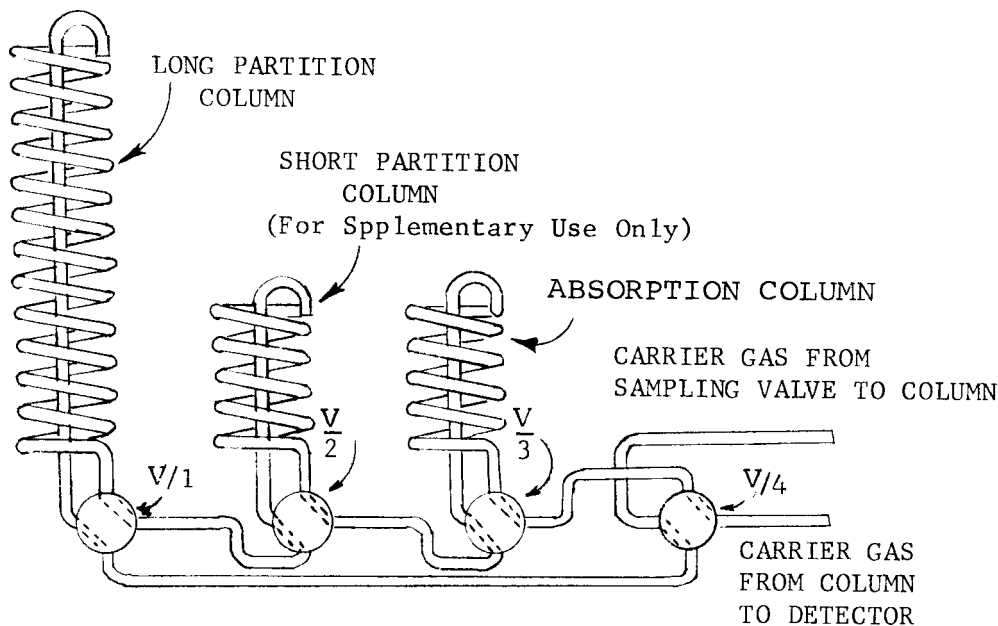 LONG PARTITION
COLUMN
SHORT PARTITION
COLUMN
(For Spplementary Use Only)
ABSORPTION COLUMN
CARRIER GAS FROM
SAMPLING VALVE TO COLUMN
V/1
V
2
V
3
V/4
CARRIER GAS
FROM COLUMN
TO DETECTOR